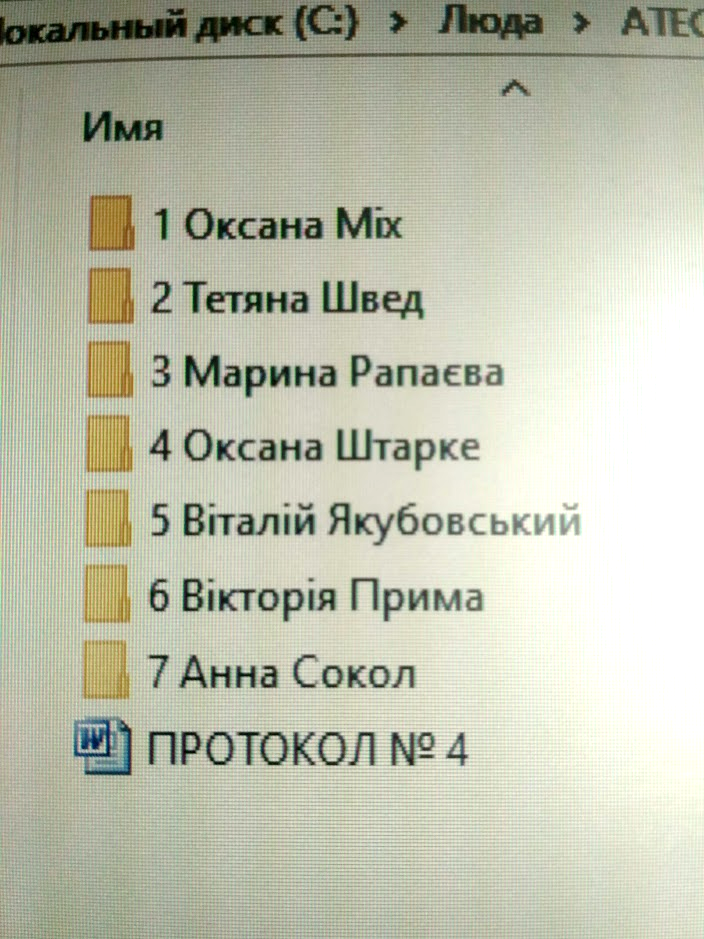 Локальный диск (C:) > Люда > АТЕС
Имя
1 Оксана Міх
2 Тетяна Швед
3 Марина Рапаєва
4 Оксана Штарке
5 Віталій Якубовський
6 Вікторія Прима
7 Анна Сокол
ПРОТОКОЛ № 4